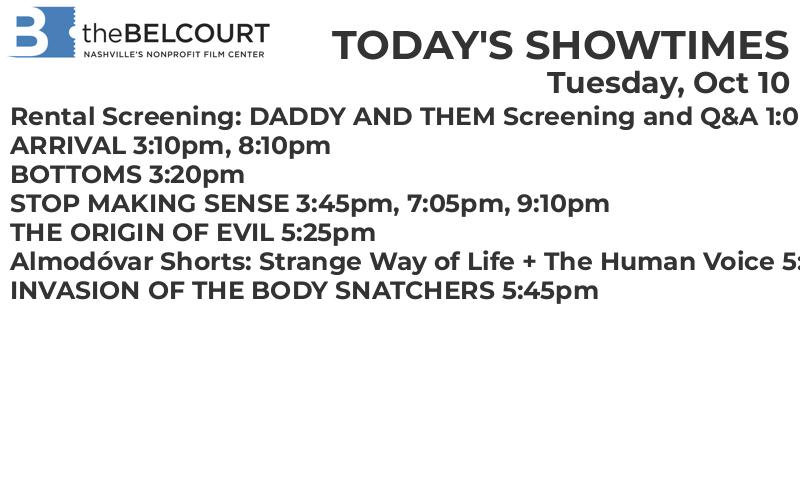 B theBELCOURT
NASHVILLE'S NONPROFIT FILM CENTER
TODAY'S SHOWTIMES
Tuesday, Oct 10
Rental Screening: DADDY AND THEM Screening and Q&A 1:0
ARRIVAL 3:10pm, 8:10pm
BOTTOMS 3:20pm
STOP MAKING SENSE 3:45pm, 7:05pm, 9:10pm
THE ORIGIN OF EVIL 5:25pm
Almodóvar Shorts: Strange Way of Life + The Human Voice 5:
INVASION OF THE BODY SNATCHERS 5:45pm